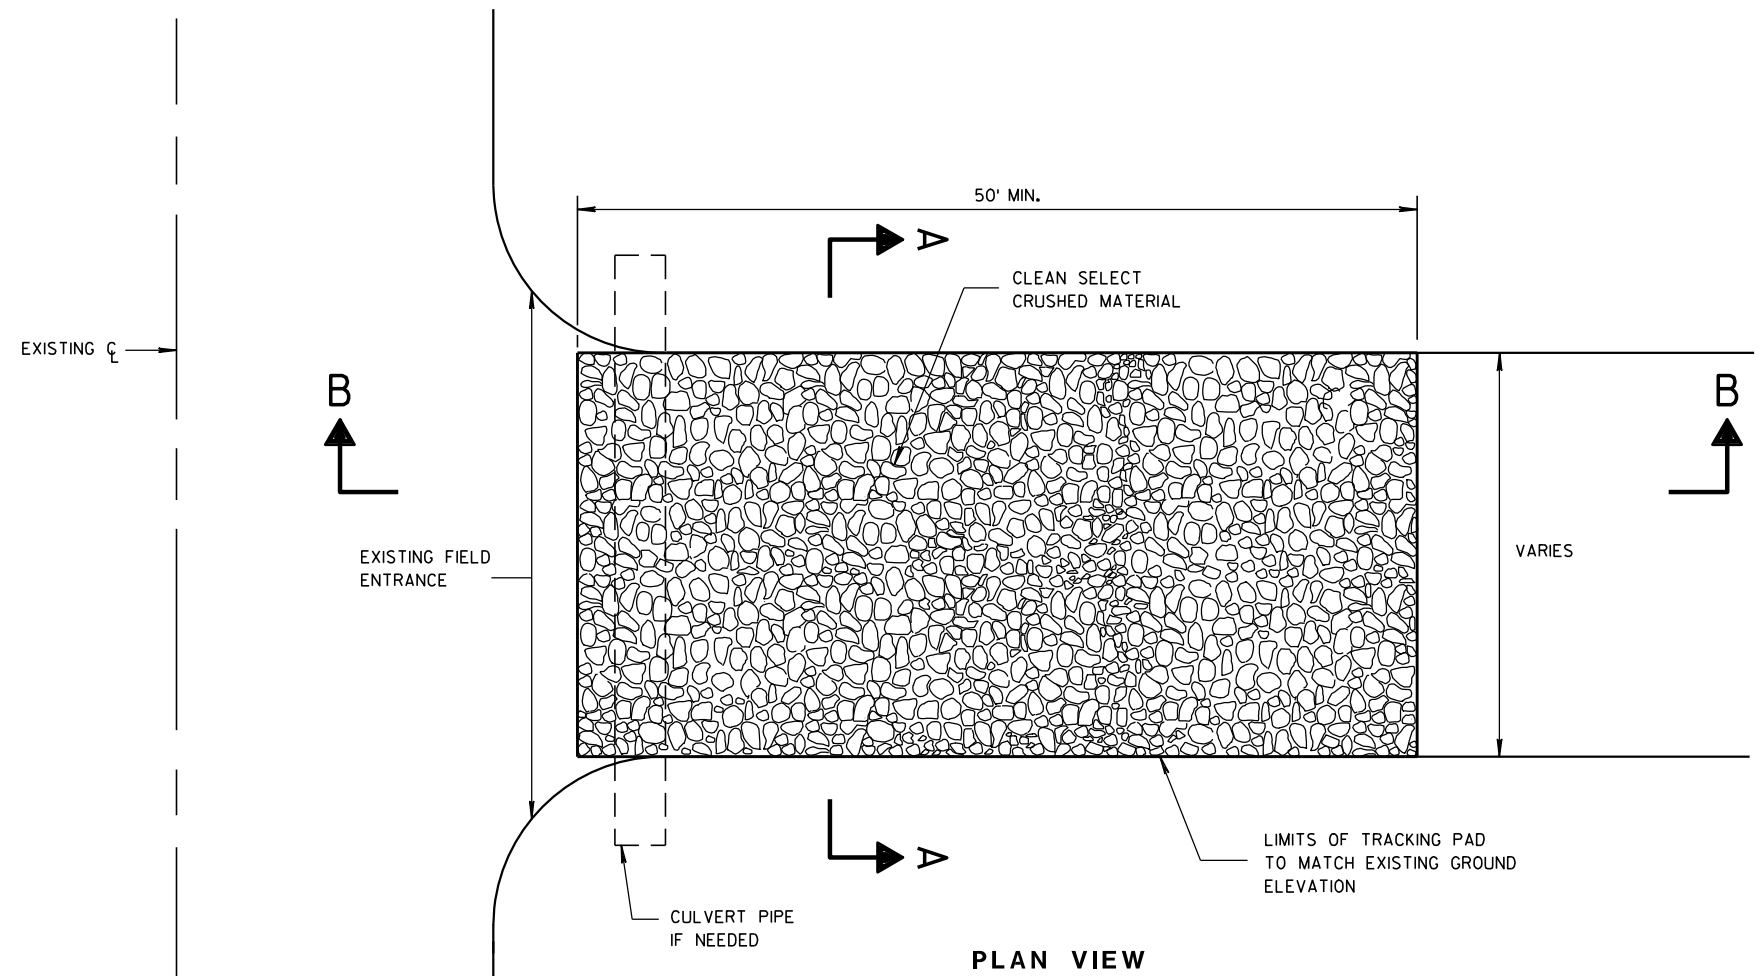 50' MIN.
A
CLEAN SELECT
CRUSHED MATERIAL
EXISTING ℄
B
B
EXISTING FIELD
ENTRANCE
VARIES
LIMITS OF TRACKING PAD
TO MATCH EXISTING GROUND
ELEVATION
A
CULVERT PIPE
IF NEEDED
PLAN VIEW